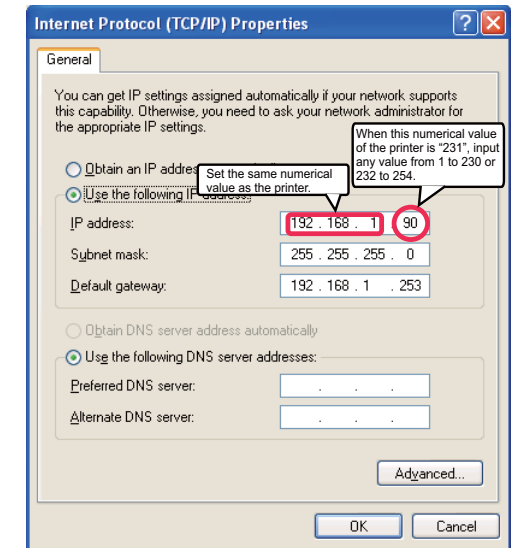 Internet Protocol (TCP/IP) Properties
General
You can get IP settings assigned automatically if your network supports
this capability. Otherwise, you need to ask your network administrator for
the appropriate IP settings.
When this numerical value
of the printer is “231”, input
any value from 1 to 230 or
232 to 254.
Obtain an IP addres
Set the same numerical
value as the printer.
Use the following IP address:
IP address: 192 . 168 . 1 . 90
Subnet mask: 255 . 255 . 255 . 0
Default gateway: 192 . 168 . 1 . 253
Obtain DNS server address automatically
Use the following DNS server addresses:
Preferred DNS server: . . .
Alternate DNS server: . . .
Advanced...
OK Cancel